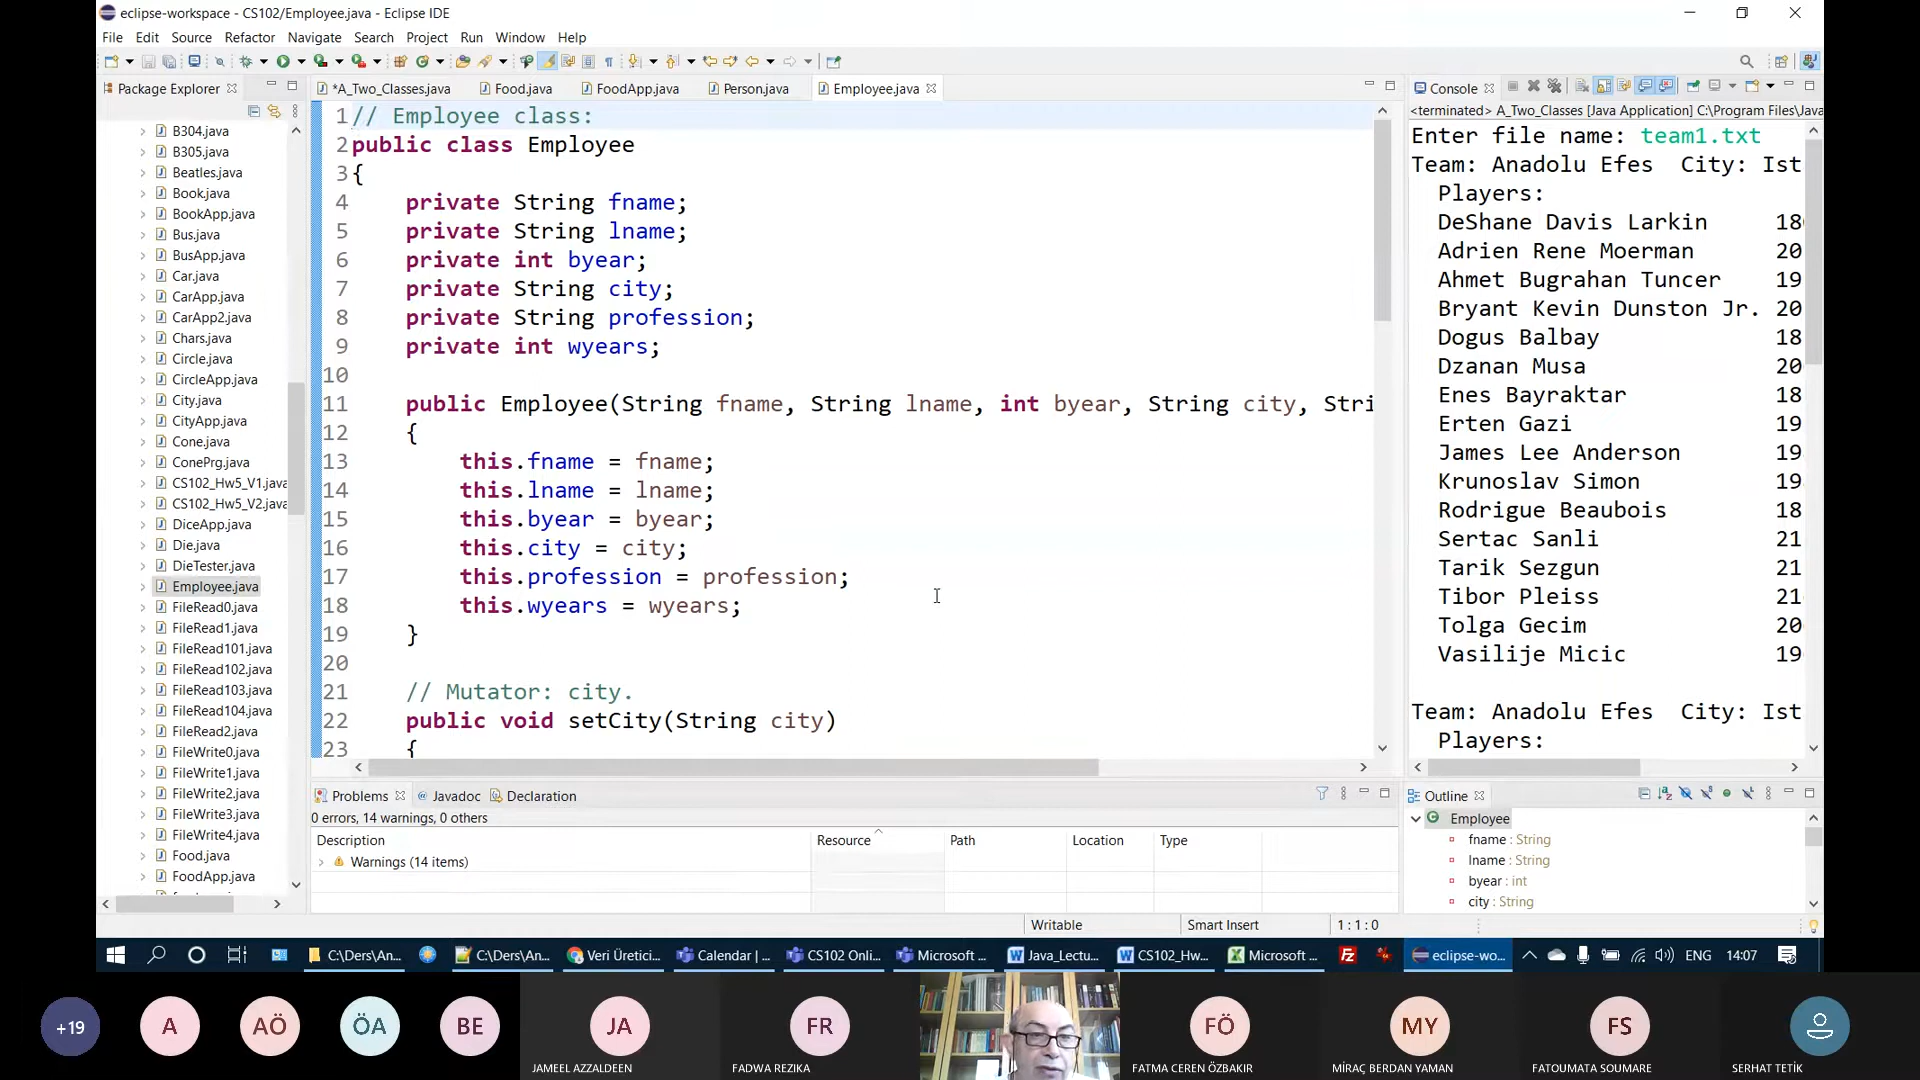 eclipse-workspace - CS102/Employee.java - Eclipse IDE
File Edit Source Refactor Navigate Search Project Run Window Help
Package Explorer
B304.java
B305.java
Beatles.java
Book.java
BookApp.java
Bus.java
BusApp.java
Car.java
CarApp.java
CarApp2.java
Chars.java
Circle.java
CircleApp.java
City.java
CityApp.java
Cone.java
ConePrg.java
CS102_Hw5_V1.java
CS102_Hw5_V2.java
DiceApp.java
Die.java
DieTester.java
Employee.java
FileRead0.java
FileRead1.java
FileRead101.java
FileRead102.java
FileRead103.java
FileRead104.java
FileRead2.java
FileWrite0.java
FileWrite1.java
FileWrite2.java
FileWrite3.java
FileWrite4.java
Food.java
FoodApp.java
*A_Two_Classes.java Food.java FoodApp.java Person.java Employee.java
1 // Employee class:
2 public class Employee
3 {
4 private String fname;
5 private String lname;
6 private int byear;
7 private String city;
8 private String profession;
9 private int wyears;
10
11 public Employee(String fname, String lname, int byear, String city, Stri
12 {
13 this.fname = fname;
14 this.lname = lname;
15 this.byear = byear;
16 this.city = city;
17 this.profession = profession;
18 this.wyears = wyears;
19 }
20
21 // Mutator: city.
22 public void setCity(String city)
23 {
Console
<terminated> A_Two_Classes [Java Application] C:\Program Files\Java
Enter file name: team1.txt
Team: Anadolu Efes City: Ist
Players:
DeShane Davis Larkin 18
Adrien Rene Moerman 20
Ahmet Bugrahan Tuncer 19
Bryant Kevin Dunston Jr. 20
Dogus Balbay 18
Dzanan Musa 20
Enes Bayraktar 18
Erten Gazi 19
James Lee Anderson 19
Krunoslav Simon 19
Rodrigue Beaubois 18
Sertac Sanli 21
Tarik Sezgun 21
Tibor Pleiss 21
Tolga Gecim 20
Vasilije Micic 19
Team: Anadolu Efes City: Ist
Players:
Problems Javadoc Declaration
0 errors, 14 warnings, 0 others
Description Resource Path Location Type
Warnings (14 items)
Outline
Employee
fname : String
lname : String
byear : int
city : String
Writable Smart Insert 1 : 1 : 0
C:\Ders\An... C:\Ders\An... Veri Üretici... Calendar | ... CS102 Onli... Microsoft ... Java_Lectu... CS102_Hw... Microsoft ... eclipse-wo... ENG 14:07
+19 A AÖ ÖA BE JA FR FÖ MY FS
JAMEEL AZZALDEEN FADWA REZIKA FATMA CEREN ÖZBAKIR MİRAÇ BERDAN YAMAN FATOUMATA SOUMARE SERHAT TETİK